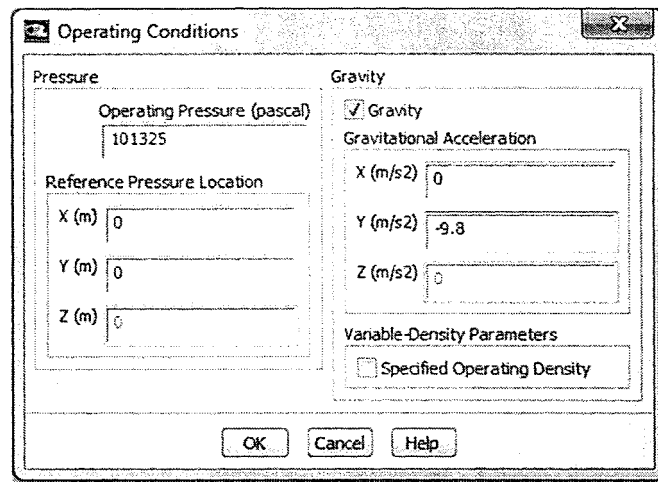 Operating Conditions
Pressure
Operating Pressure (pascal)
101325
Reference Pressure Location
X (m) 0
Y (m) 0
Z (m) 0
Gravity
Gravity
Gravitational Acceleration
X (m/s2) 0
Y (m/s2) -9.8
Z (m/s2) 0
Variable-Density Parameters
Specified Operating Density
OK Cancel Help